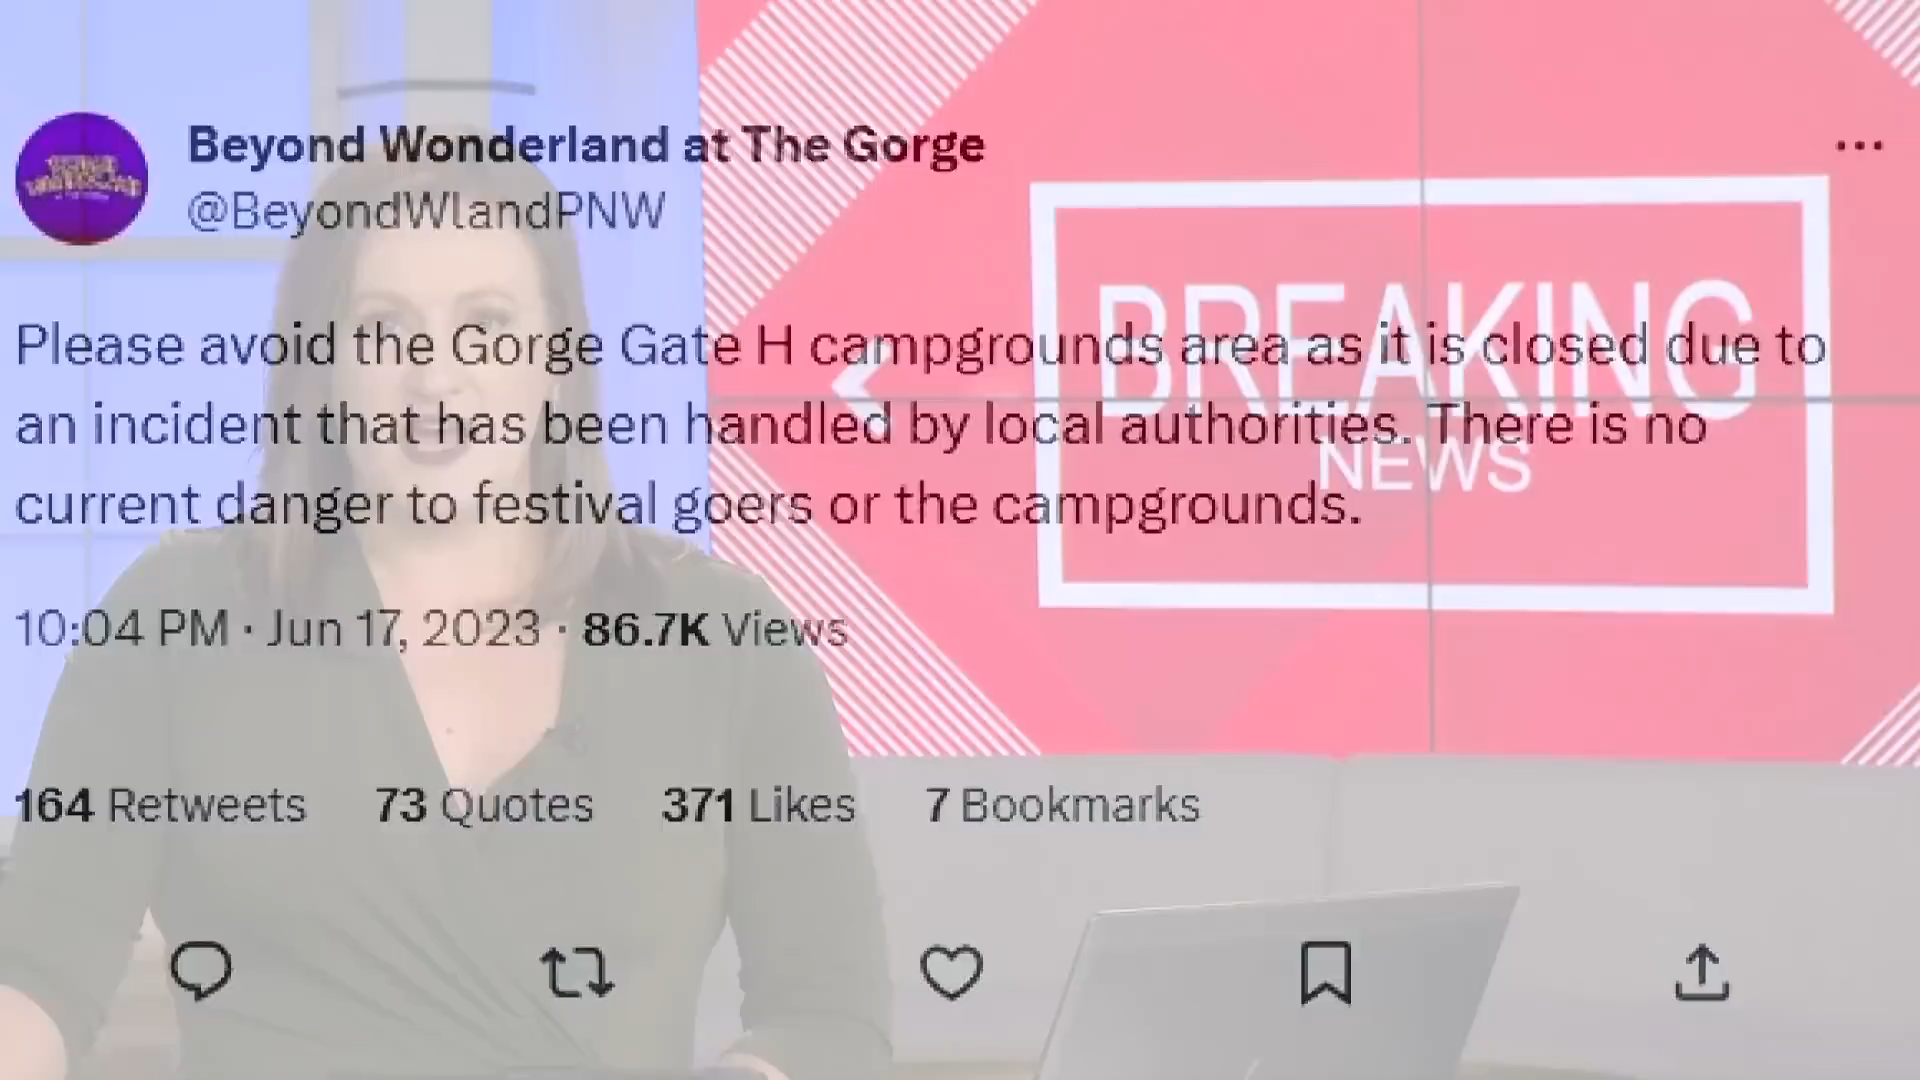 Beyond Wonderland at The Gorge
@BeyondWlandPNW
...
BREAKING
NEWS
Please avoid the Gorge Gate H campgrounds area as it is closed due to
an incident that has been handled by local authorities. There is no
current danger to festival goers or the campgrounds.
10:04 PM · Jun 17, 2023 · 86.7K Views
164 Retweets 73 Quotes 371 Likes 7 Bookmarks